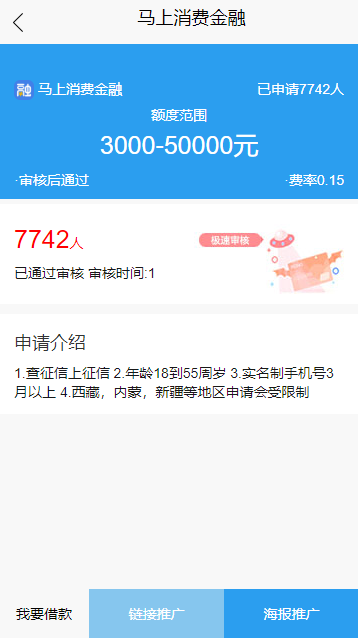 马上消费金融
融 马上消费金融 已申请7742人
额度范围
3000-50000元
·审核后通过 ·费率0.15
7742人
极速审核
已通过审核 审核时间:1
申请介绍
1.查征信上征信 2.年龄18到55周岁 3.实名制手机号3
月以上 4.西藏，内蒙，新疆等地区申请会受限制
我要借款 链接推广 海报推广